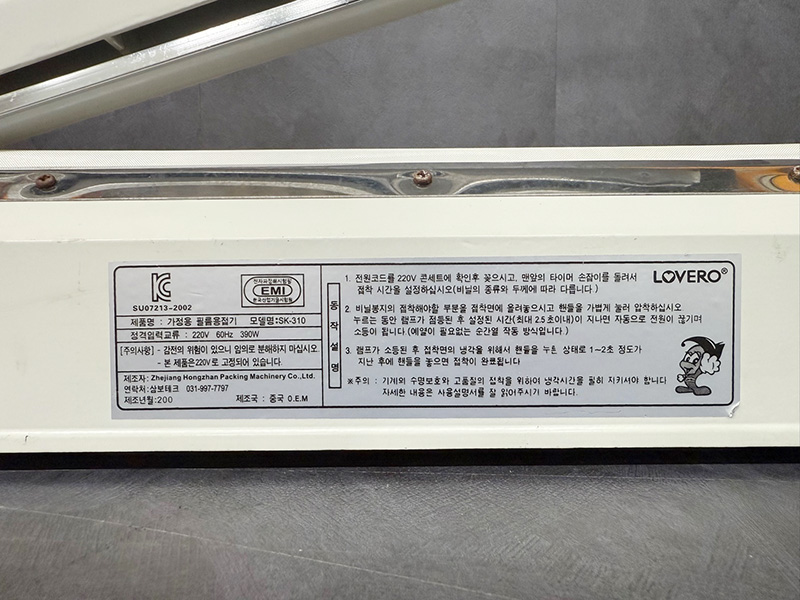 SU07213-2002
전자파장해시험필
EMI
한국산업기술시험원
제품명 : 가정용 필름용접기 모델명:SK-310
정격입력교류 : 220V 60Hz 390W
[주의사항] - 감전의 위험이 있으니 임의로 분해하지 마십시오.
- 본 제품은220V로 고정되어 있습니다.
제조자: Zhejiang Hongzhan Packing Machinery Co.,Ltd.
연락처:삼보테크 031-997-7797
제조년월:200 제조국 : 중국 O.E.M
동작설명
LOVERO®
1. 전원코드를 220V 콘세트에 확인후 꽂으시고, 맨앞의 타이머 손잡이를 돌려서
접착 시간을 설정하십시오(비닐의 종류와 두께에 따라 다릅니다.)
2. 비닐봉지의 접착해야할 부분을 접착면에 올려놓으시고 핸들을 가볍게 눌러 압착하십시오
누르는 동안 램프가 점등된 후 설정된 시간(최대 2.5초이내)이 지나면 자동으로 전원이 끊기며
소등이 됩니다. (예열이 필요없는 순간열 작동 방식입니다.)
3. 램프가 소등된 후 접착면의 냉각을 위해서 핸들을 누른 상태로 1~2초 정도가
지난 후에 핸들을 놓으면 접착이 완료됩니다
※주의 : 기계의 수명보호와 고품질의 접착을 위하여 냉각시간을 필히 지키셔야 합니다
자세한 내용은 사용설명서를 잘 읽어주시기 바랍니다.